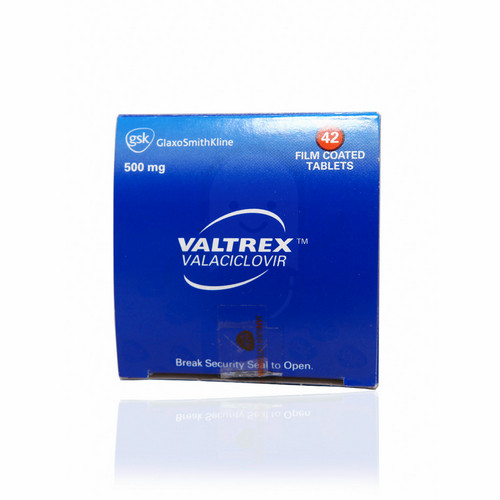 gsk GlaxoSmithKline
500 mg
42
FILM COATED
TABLETS
VALTREX™
VALACICLOVIR
Break Security Seal to Open.